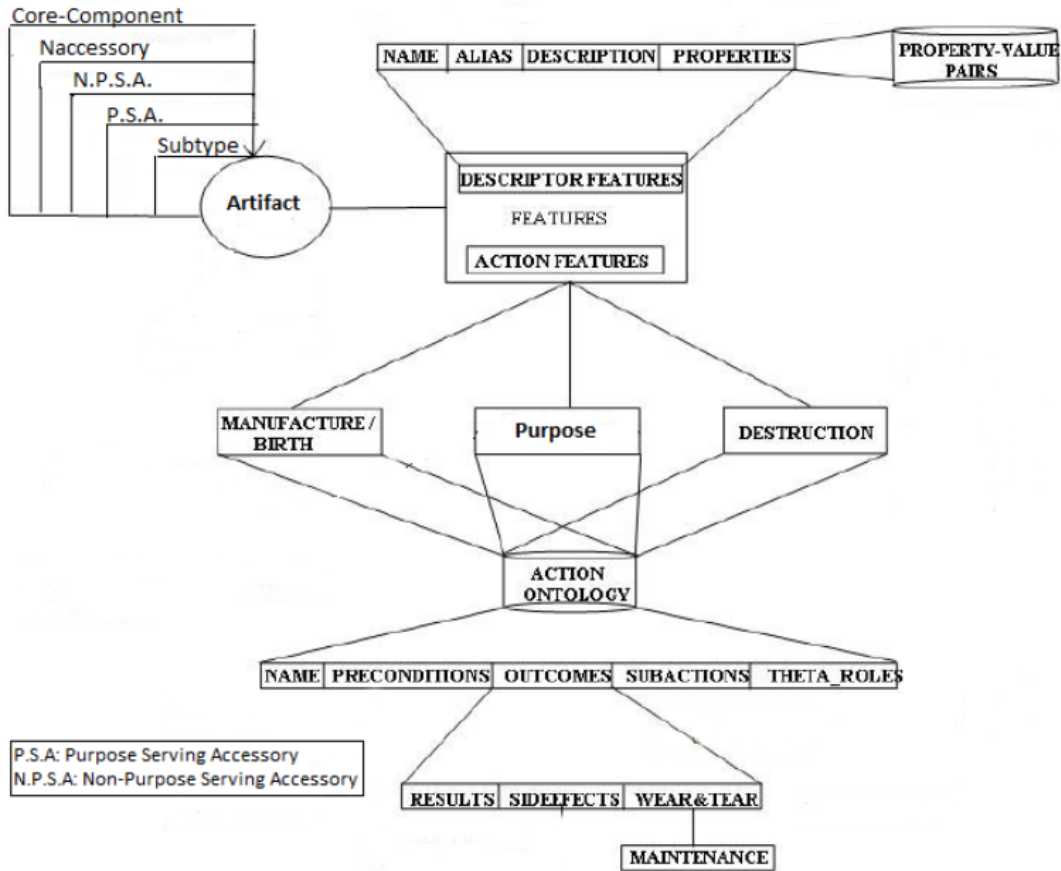 Core-Component
Naccessory
N.P.S.A.
P.S.A.
Subtype
Artifact
NAME ALIAS DESCRIPTION PROPERTIES
PROPERTY-VALUE
PAIRS
DESCRIPTOR FEATURES
FEATURES
ACTION FEATURES
MANUFACTURE /
BIRTH
Purpose
DESTRUCTION
ACTION
ONTOLOGY
NAME PRECONDITIONS OUTCOMES SUBACTIONS THETA_ROLES
P.S.A: Purpose Serving Accessory
N.P.S.A: Non-Purpose Serving Accessory
RESULTS SIDEEFECTS WEAR&TEAR
MAINTENANCE